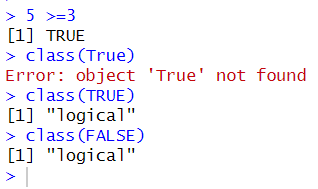 > 5 >=3
[1] TRUE
> class(True)
Error: object 'True' not found
> class(TRUE)
[1] "logical"
> class(FALSE)
[1] "logical"
>